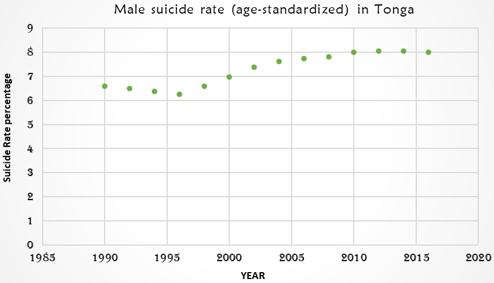 Male suicide rate (age-standardized) in Tonga
9
8
7
6
5
4
3
2
1
0
Suicide Rate percentage
1985 1990 1995 2000 2005 2010 2015 2020
YEAR